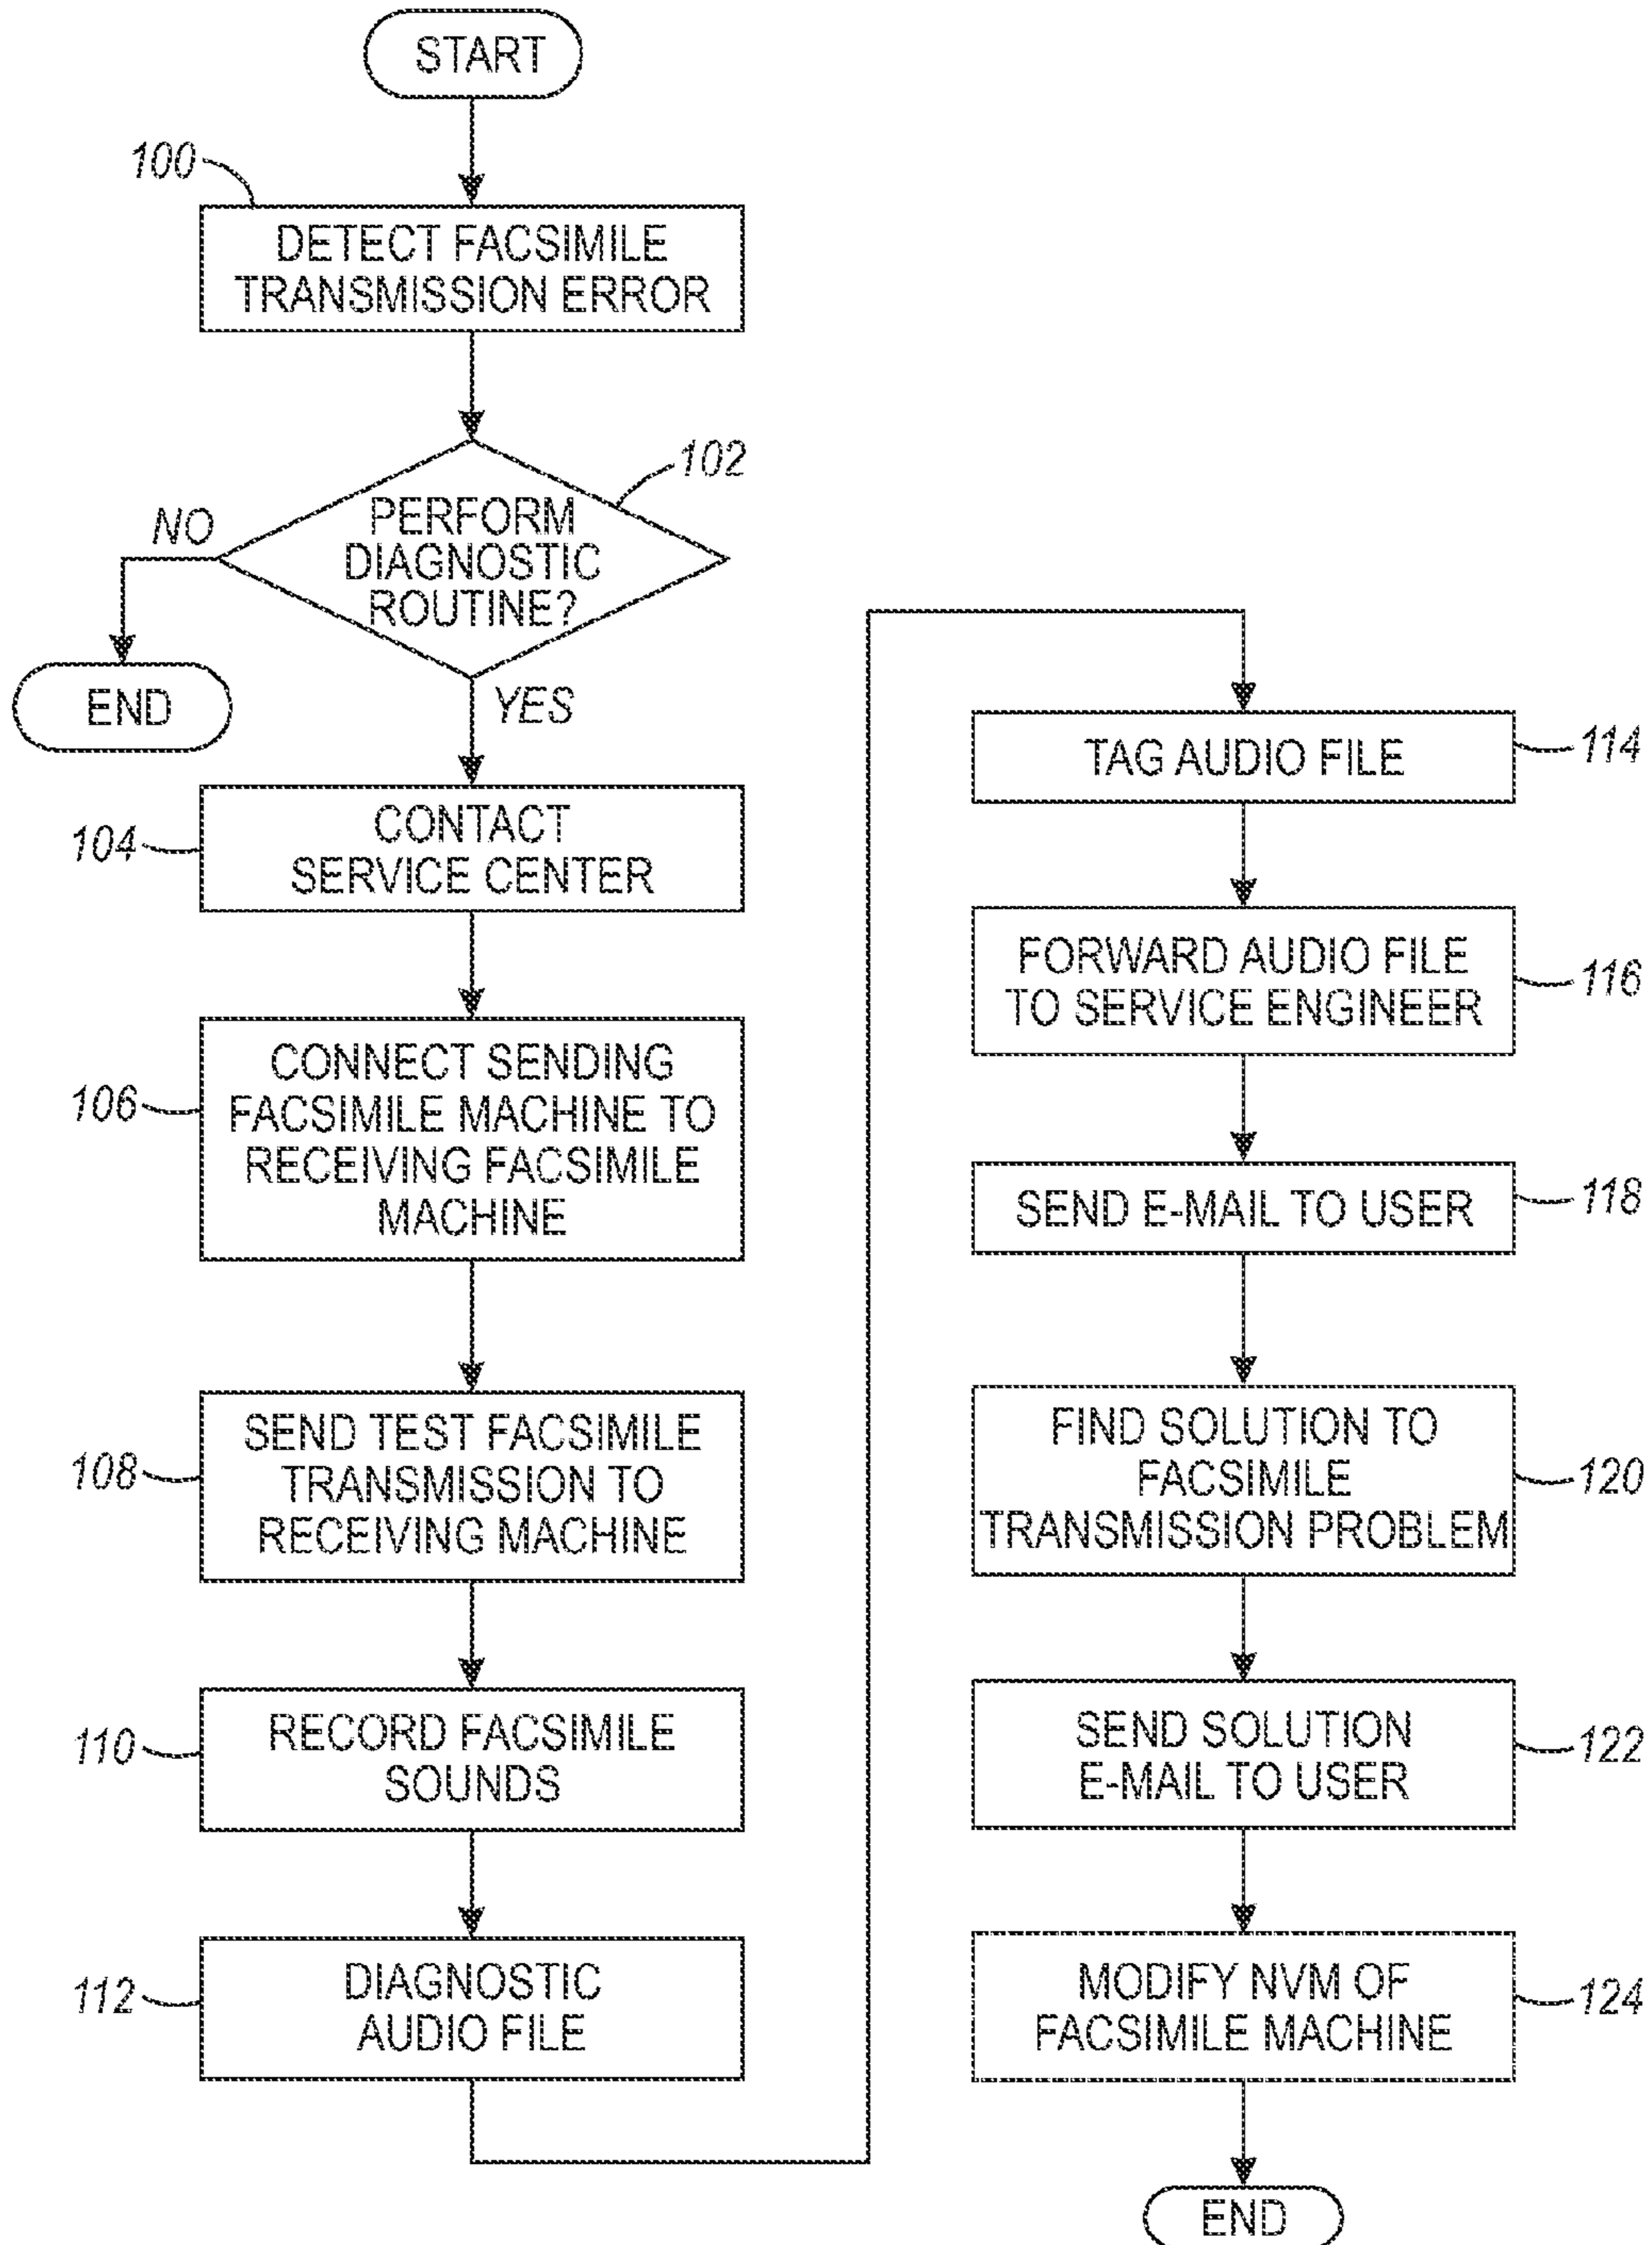 START
100
DETECT FACSIMILE
TRANSMISSION ERROR
102
PERFORM
DIAGNOSTIC
ROUTINE?
NO
END
YES
104
CONTACT
SERVICE CENTER
106
CONNECT SENDING
FACSIMILE MACHINE TO
RECEIVING FACSIMILE
MACHINE
108
SEND TEST FACSIMILE
TRANSMISSION TO
RECEIVING MACHINE
110
RECORD FACSIMILE
SOUNDS
112
DIAGNOSTIC
AUDIO FILE
TAG AUDIO FILE
114
FORWARD AUDIO FILE
TO SERVICE ENGINEER
116
SEND E-MAIL TO USER
118
FIND SOLUTION TO
FACSIMILE
TRANSMISSION PROBLEM
120
SEND SOLUTION
E-MAIL TO USER
122
MODIFY NVM OF
FACSIMILE MACHINE
124
END